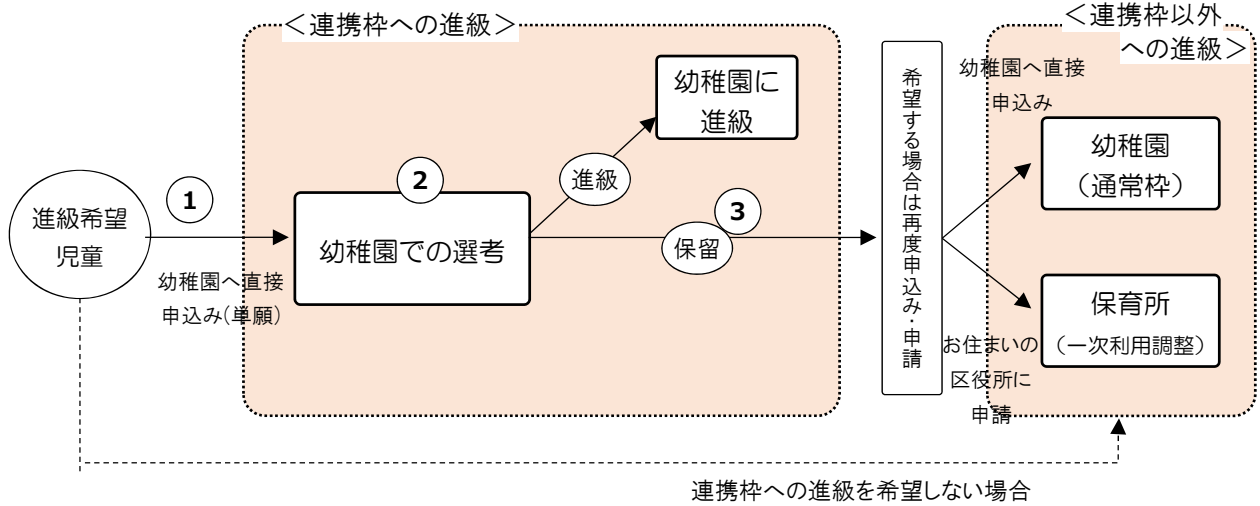 ＜連携枠への進級＞
＜連携枠以外
への進級＞
進級希望
児童
1
幼稚園へ直接
申込み(単願)
2
幼稚園での選考
進級
幼稚園に
進級
3
保留
希望する場合は再度申込み・申請
幼稚園へ直接
申込み
幼稚園
（通常枠）
お住まいの
区役所に
申請
保育所
（一次利用調整）
連携枠への進級を希望しない場合